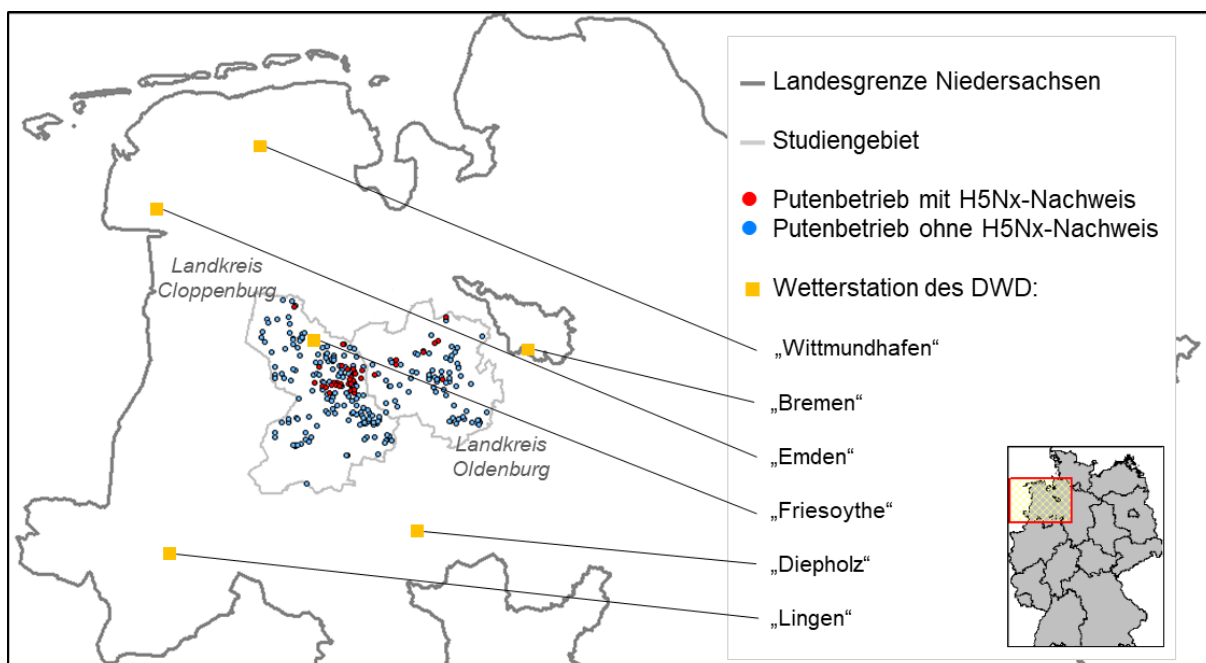 Landesgrenze Niedersachsen
Studiengebiet
Putenbetrieb mit H5Nx-Nachweis
Putenbetrieb ohne H5Nx-Nachweis
Wetterstation des DWD:
Landkreis
Cloppenburg
„Wittmundhafen“
„Bremen“
Landkreis
Oldenburg
„Emden“
„Friesoythe“
„Diepholz“
„Lingen“